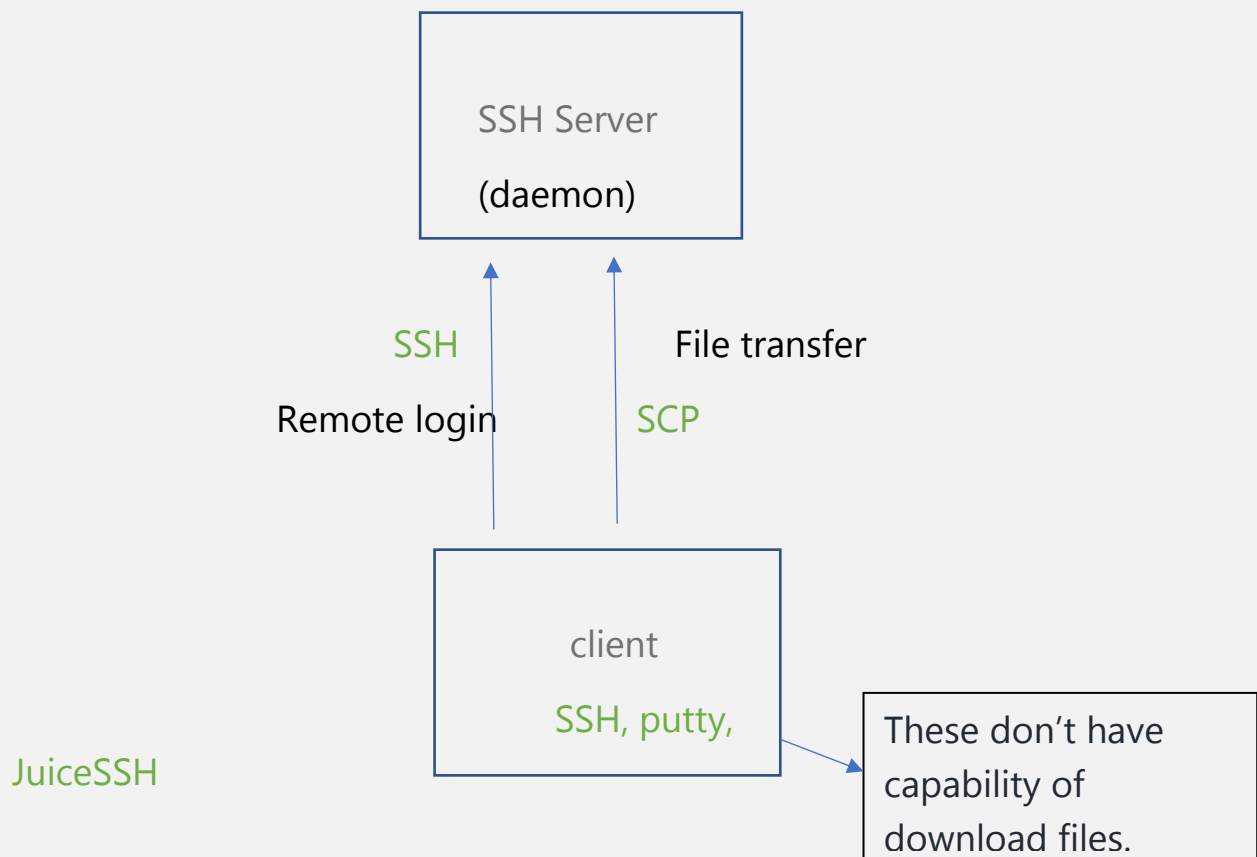 SSH Server
(daemon)
SSH
File transfer
Remote login
SCP
client
SSH, putty,
JuiceSSH
These don’t have
capability of
download files.